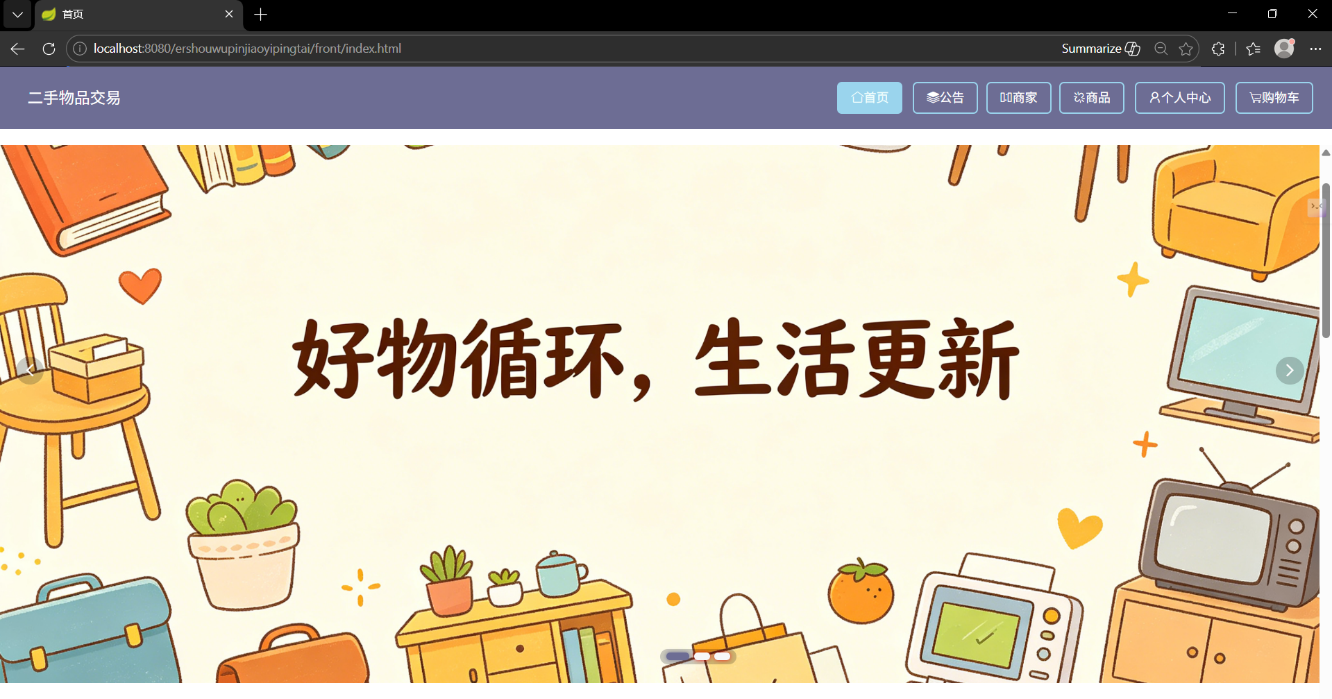 首页
localhost:8080/ershouwupinjiaoyipingtai/front/index.html
Summarize
二手物品交易
首页 公告 商家 商品 个人中心 购物车
好物循环，生活更新